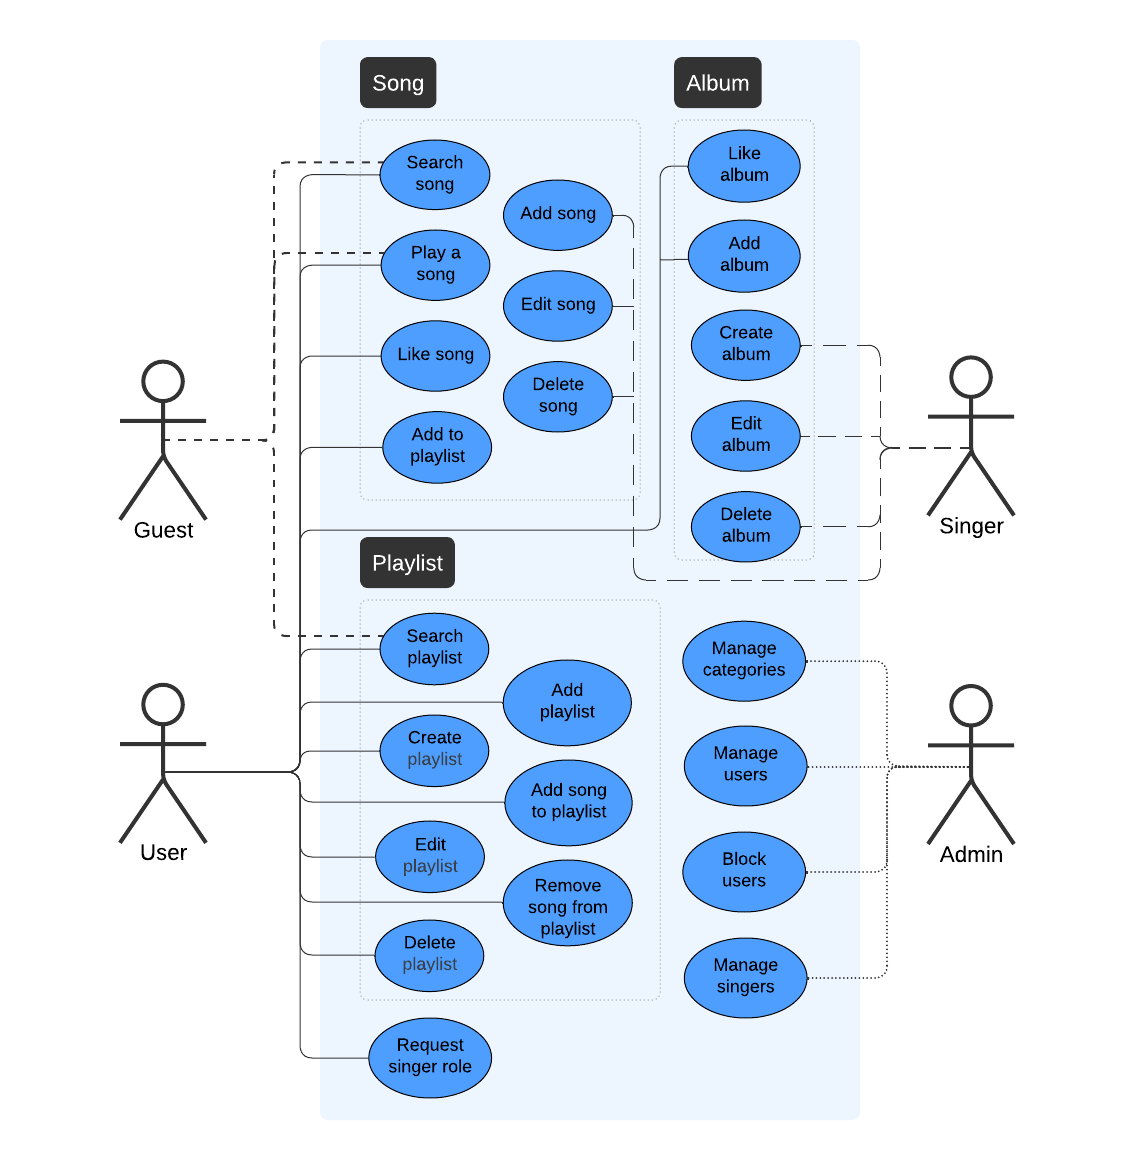 Song
Search
song
Add song
Play a
song
Edit song
Like song
Delete
song
Add to
playlist
Album
Like
album
Add
album
Create
album
Edit
album
Delete
album
Guest
Singer
Playlist
Search
playlist
Add
playlist
Create
playlist
Add song
to playlist
Edit
playlist
Remove
song from
playlist
Delete
playlist
Request
singer role
Manage
categories
Manage
users
Block
users
Manage
singers
User
Admin